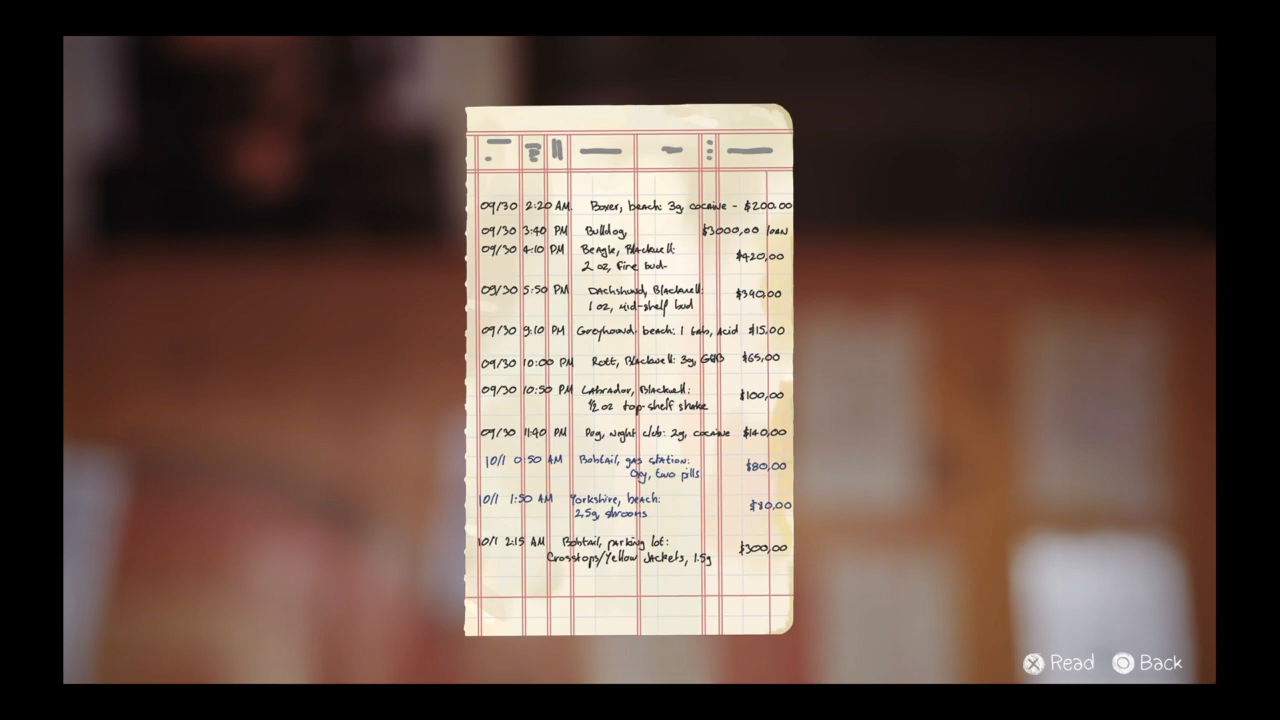 09/30 2:20 AM. Boxer, beach: 3g, cocaine - $200.00
09/30 3:40 PM Bulldog, $3000,00 loan
09/30 4:10 PM Beagle, Blackwell: $420,00
2 oz, fire bud-
09/30 5:50 PM Dachshund, Blackwell: $340,00
1 oz, mid-shelf bud
09/30 9:10 PM Greyhound, beach: 1 tab, acid $15.00
09/30 10:00 PM Rott, Blackwell: 3g, GHB $65,00
09/30 10:50 PM Labrador, Blackwell: $100,00
1/2 oz top-shelf shake
09/30 11:40 PM Pug, night club: 2g, cocaine $140,00
10/1 0:50 AM Bobtail, gas station: $80,00
Oxy, two pills
10/1 1:50 AM Yorkshire, beach: $80,00
2,5g, shrooms
10/1 2:15 AM Bobtail, parking lot: $300,00
Crosstops/Yellow Jackets, 1.5g
Read Back